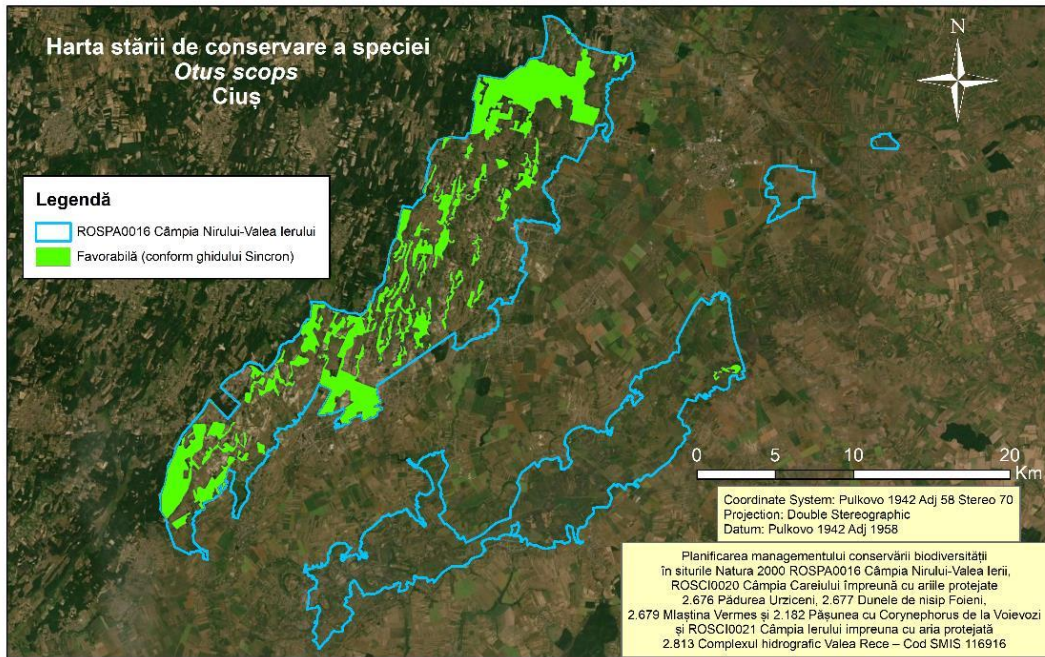 Harta stării de conservare a speciei
Otus scops
Ciuș
N
Legendă
ROSPA0016 Câmpia Nirului-Valea Ierului
Favorabilă (conform ghidului Sincron)
0 5 10 20
Km
Coordinate System: Pulkovo 1942 Adj 58 Stereo 70
Projection: Double Stereographic
Datum: Pulkovo 1942 Adj 1958
Planificarea managementului conservării biodiversității
în siturile Natura 2000 ROSPA0016 Câmpia Nirului-Valea Ierii,
ROSCI0020 Câmpia Careiului împreună cu ariile protejate
2.676 Pădurea Urziceni, 2.677 Dunele de nisip Foieni,
2.679 Mlaștina Vermes și 2.182 Pășunea cu Corynephorus de la Voievozi
și ROSCI0021 Câmpia Ierului impreuna cu aria protejată
2.813 Complexul hidrografic Valea Rece – Cod SMIS 116916